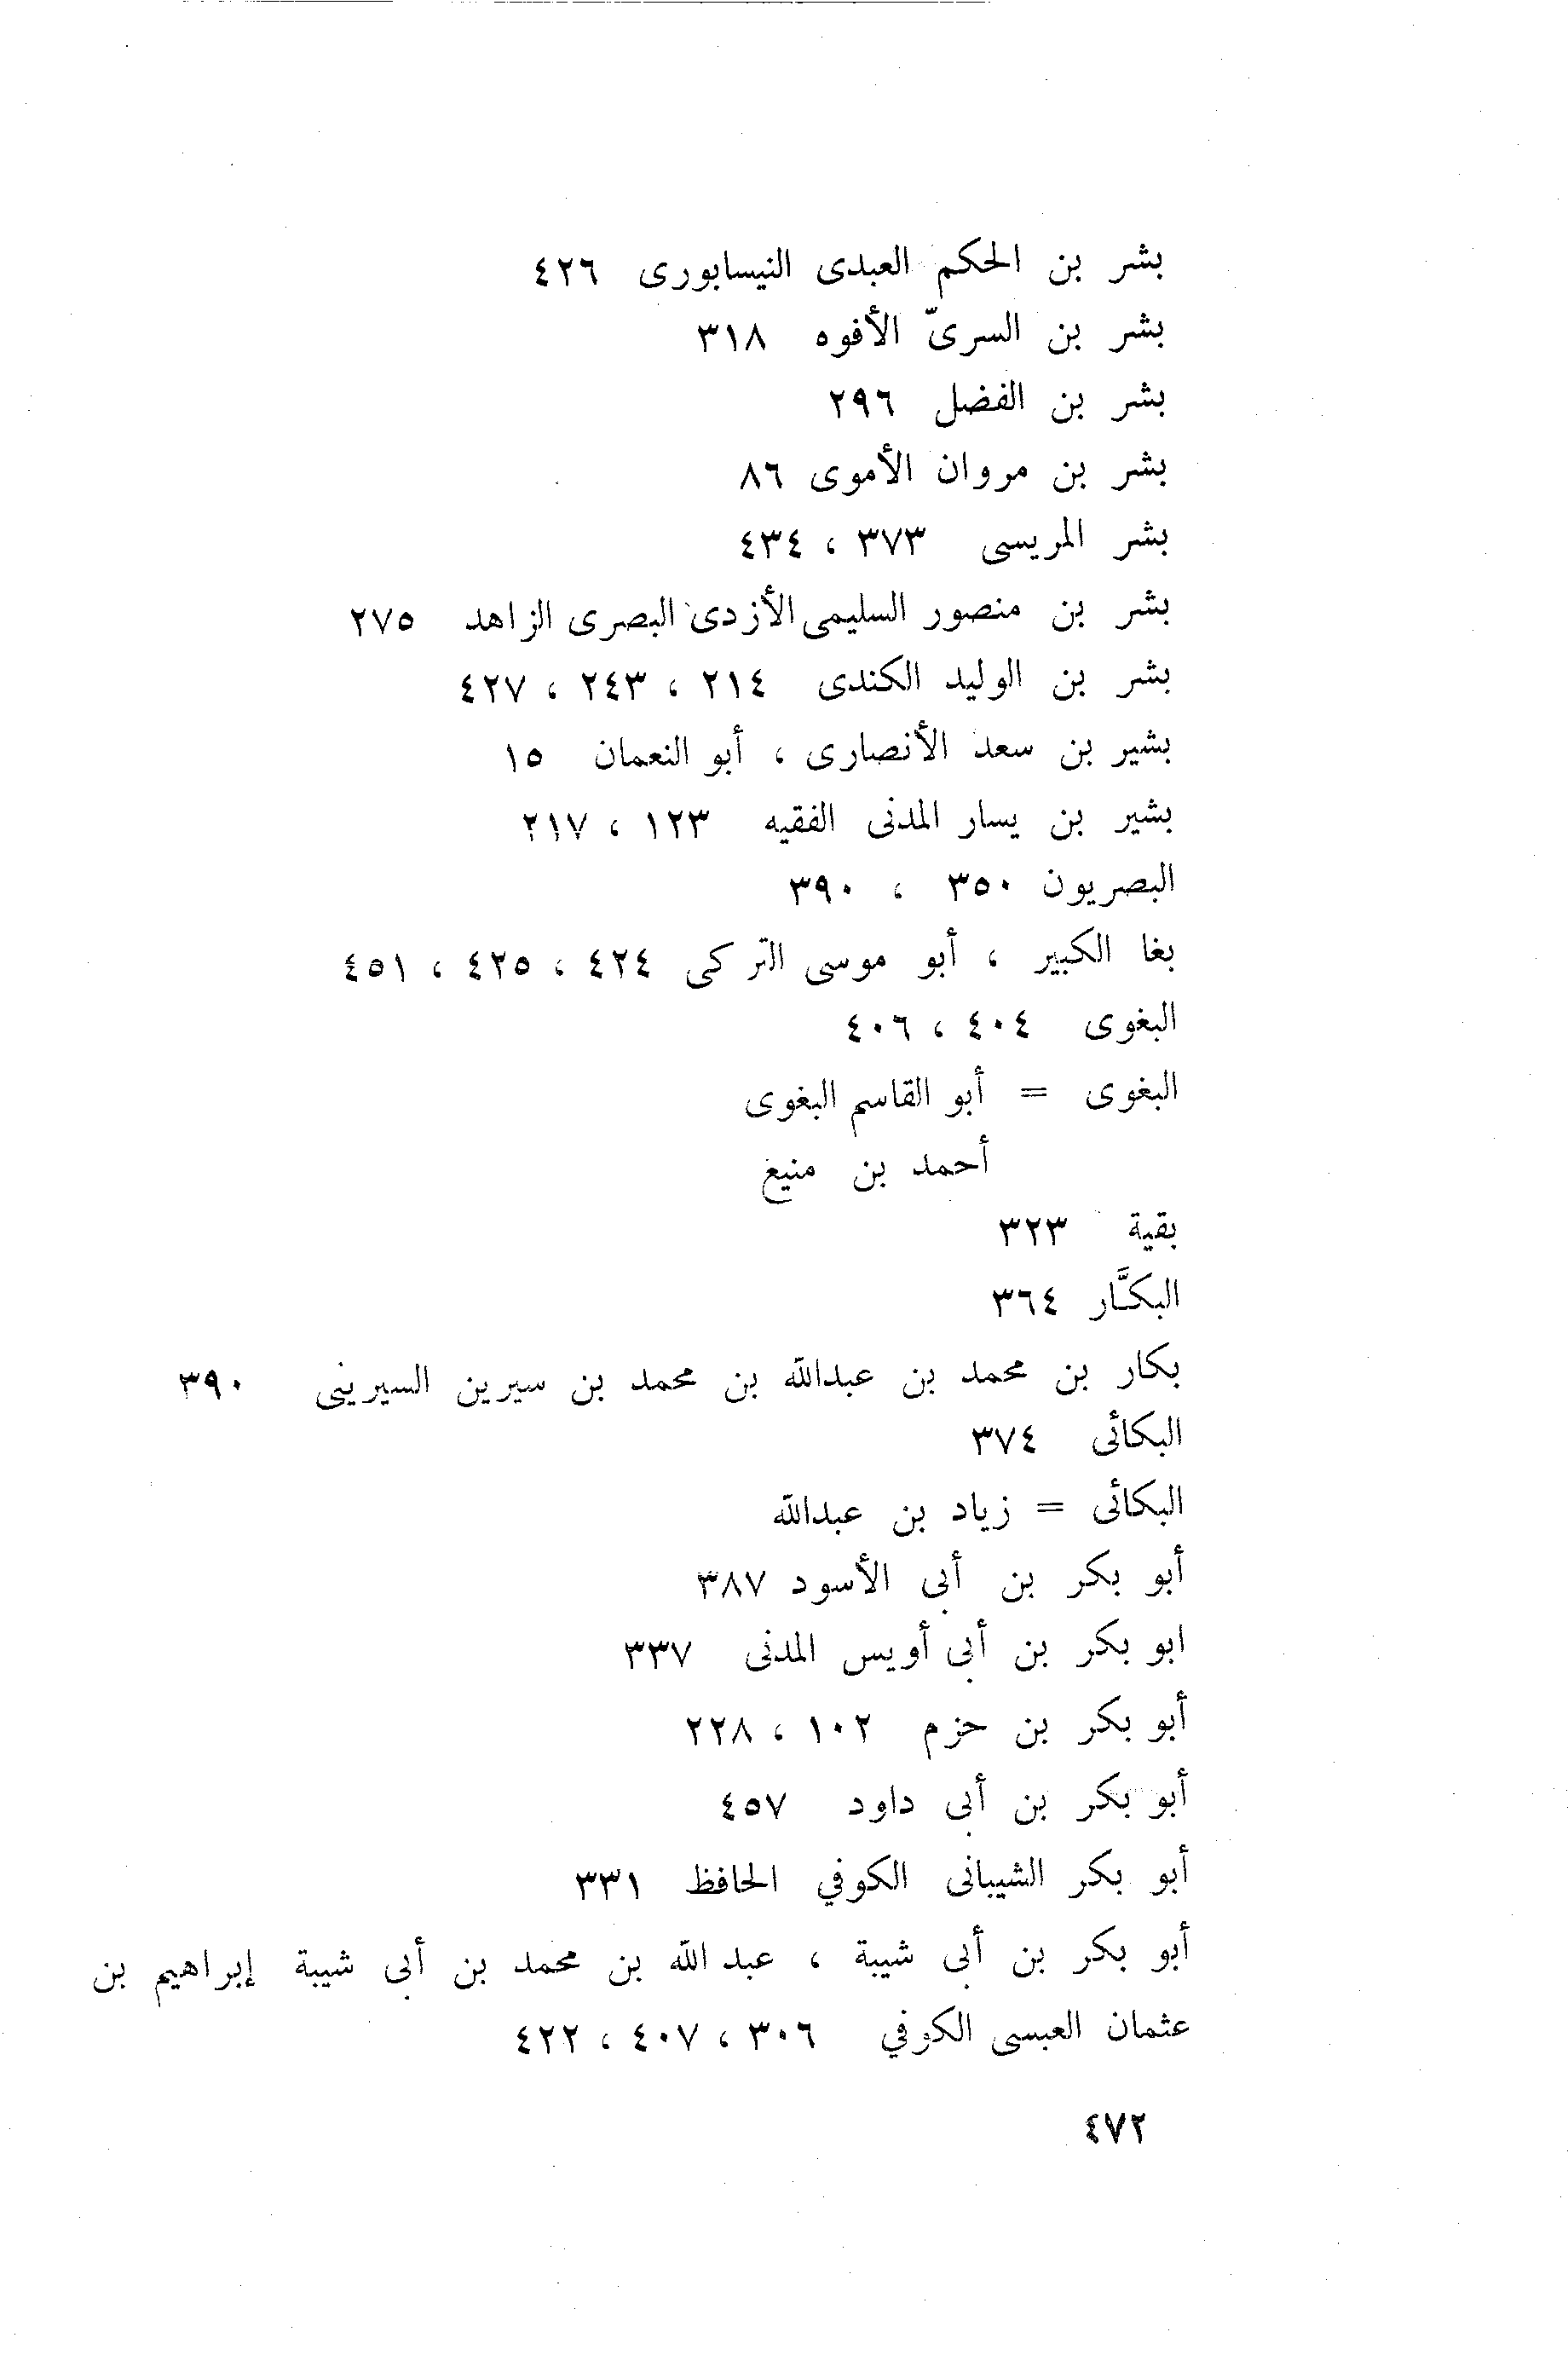 بشر بن الحكم العبدى النيسابورى ٤٢٦
بشر بن السرىّ الأفوه ٣١٨
بشر بن الفضل ٢٩٦
بشر بن مروان الأموى ٨٦
بشر المريسى ٣٧٣ ، ٤٣٤
بشر بن منصور السليمى الأزدى البصرى الزاهد ٢٧٥
بشر بن الوليد الكندى ٢١٤ ، ٢٤٣ ، ٤٢٧
بشير بن سعد الأنصارى ، أبو النعمان ١٥
بشير بن يسار المدنى الفقيه ١٢٣ ، ٢١٧
البصريون ٣٥٠ ، ٣٩٠
بغا الكبير ، أبو موسى التركى ٤٢٤ ، ٤٢٥ ، ٤٥١
البغوى ٤٠٤ ، ٤٠٦
البغوى = أبو القاسم البغوى
أحمد بن منيغ
بقية ٣٢٣
البكَّار ٣٦٤
بكار بن محمد بن عبدالله بن محمد بن سيرين السيرينى ٣٩٠
البكائى ٣٧٤
البكائى = زياد بن عبدالله
أبو بكر بن أبى الأسود ٣٨٧
ابو بكر بن أبى أويس المدنى ٣٣٧
أبو بكر بن حزم ١٠٢ ، ٢٢٨
أبو بكر بن أبى داود ٤٥٧
أبو بكر الشيبانى الكوفي الحافظ ٣٣١
أبو بكر بن أبى شيبة ، عبد الله بن محمد بن أبى شيبة إبراهيم بن
عثمان العبسى الكوفي ٣٠٦ ، ٤٠٧ ، ٤٢٢
٤٧٢